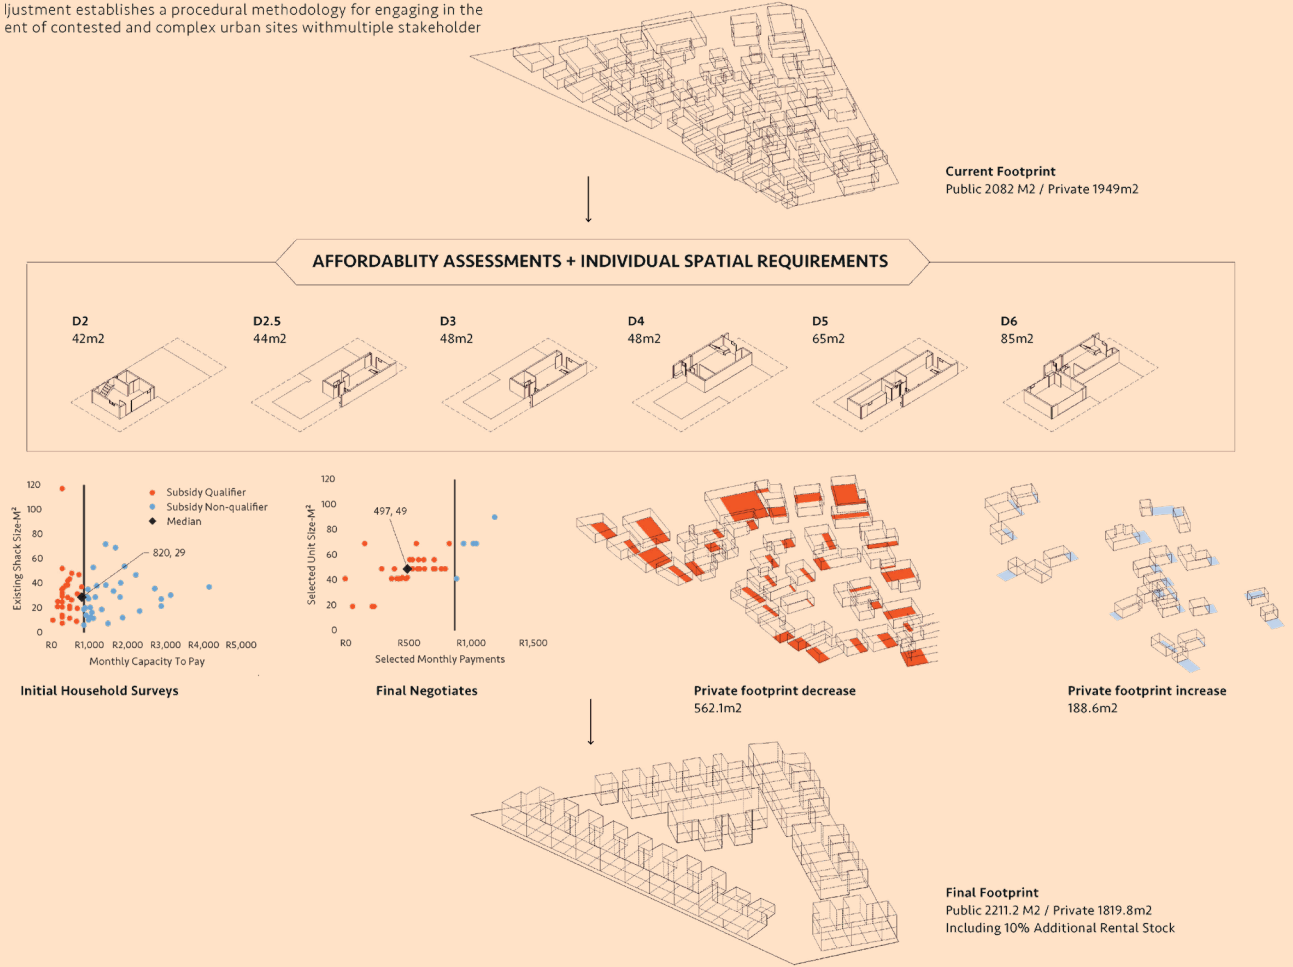 ljustment establishes a procedural methodology for engaging in the
ent of contested and complex urban sites withmultiple stakeholder
Current Footprint
Public 2082 M2 / Private 1949m2
AFFORDABLITY ASSESSMENTS + INDIVIDUAL SPATIAL REQUIREMENTS
D2
42m2
D2.5
44m2
D3
48m2
D4
48m2
D5
65m2
D6
85m2
Existing Shack Size-M²
120
100
80
60
40
20
0
Subsidy Qualifier
Subsidy Non-qualifier
Median
820, 29
R0 R1,000 R2,000 R3,000 R4,000 R5,000
Monthly Capacity To Pay
Initial Household Surveys
Selected Unit Size-M²
120
100
80
60
40
20
0
497, 49
R0 R500 R1,000 R1,500
Selected Monthly Payments
Final Negotiates
Private footprint decrease
562.1m2
Private footprint increase
188.6m2
Final Footprint
Public 2211.2 M2 / Private 1819.8m2
Including 10% Additional Rental Stock